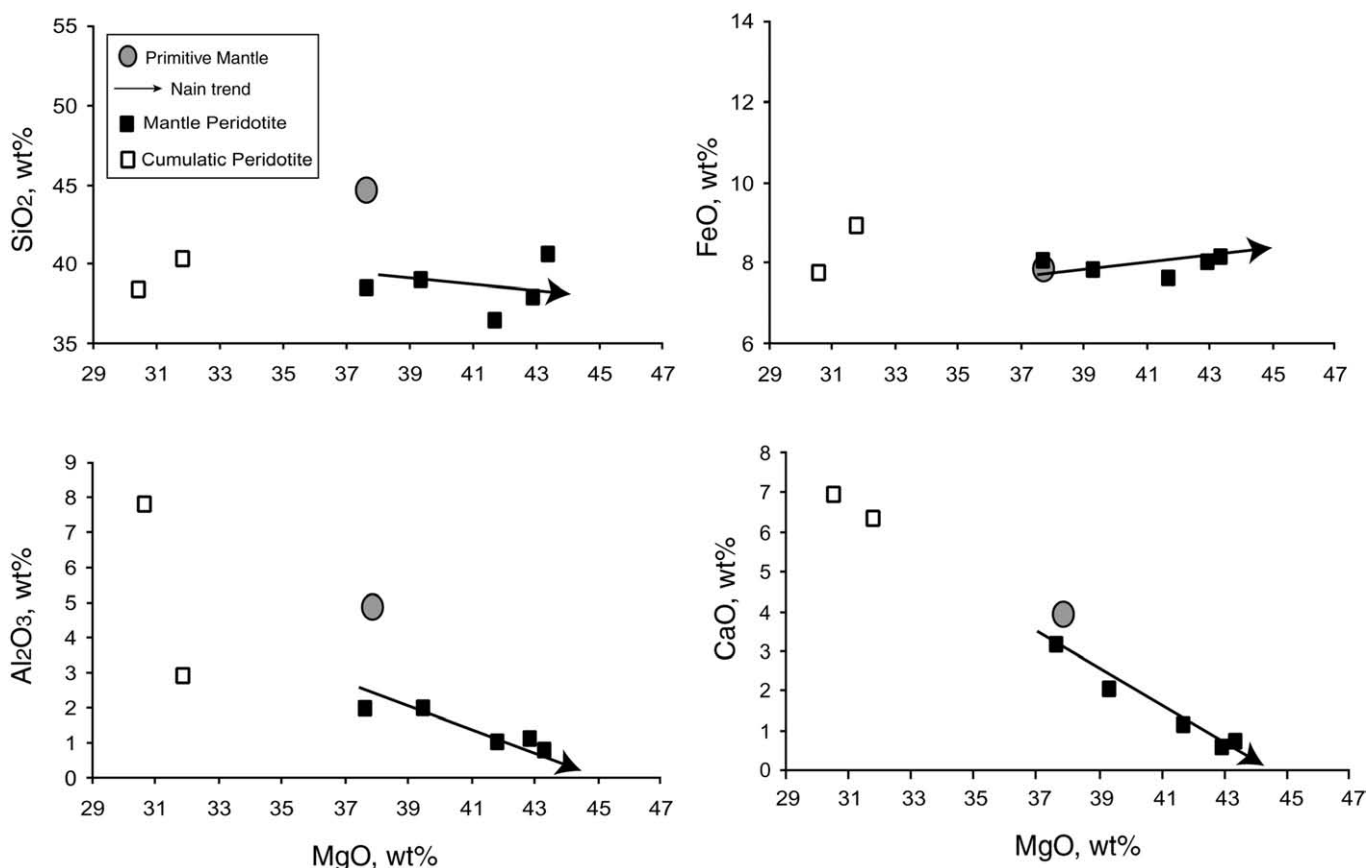 55
50
45
40
35
SiO2, wt%
Primitive Mantle
Nain trend
Mantle Peridotite
Cumulatic Peridotite
29 31 33 35 37 39 41 43 45 47
14
12
10
8
6
FeO, wt%
29 31 33 35 37 39 41 43 45 47
9
8
7
6
5
4
3
2
1
0
Al2O3, wt%
29 31 33 35 37 39 41 43 45 47
MgO, wt%
8
7
6
5
4
3
2
1
0
CaO, wt%
29 31 33 35 37 39 41 43 45 47
MgO, wt%